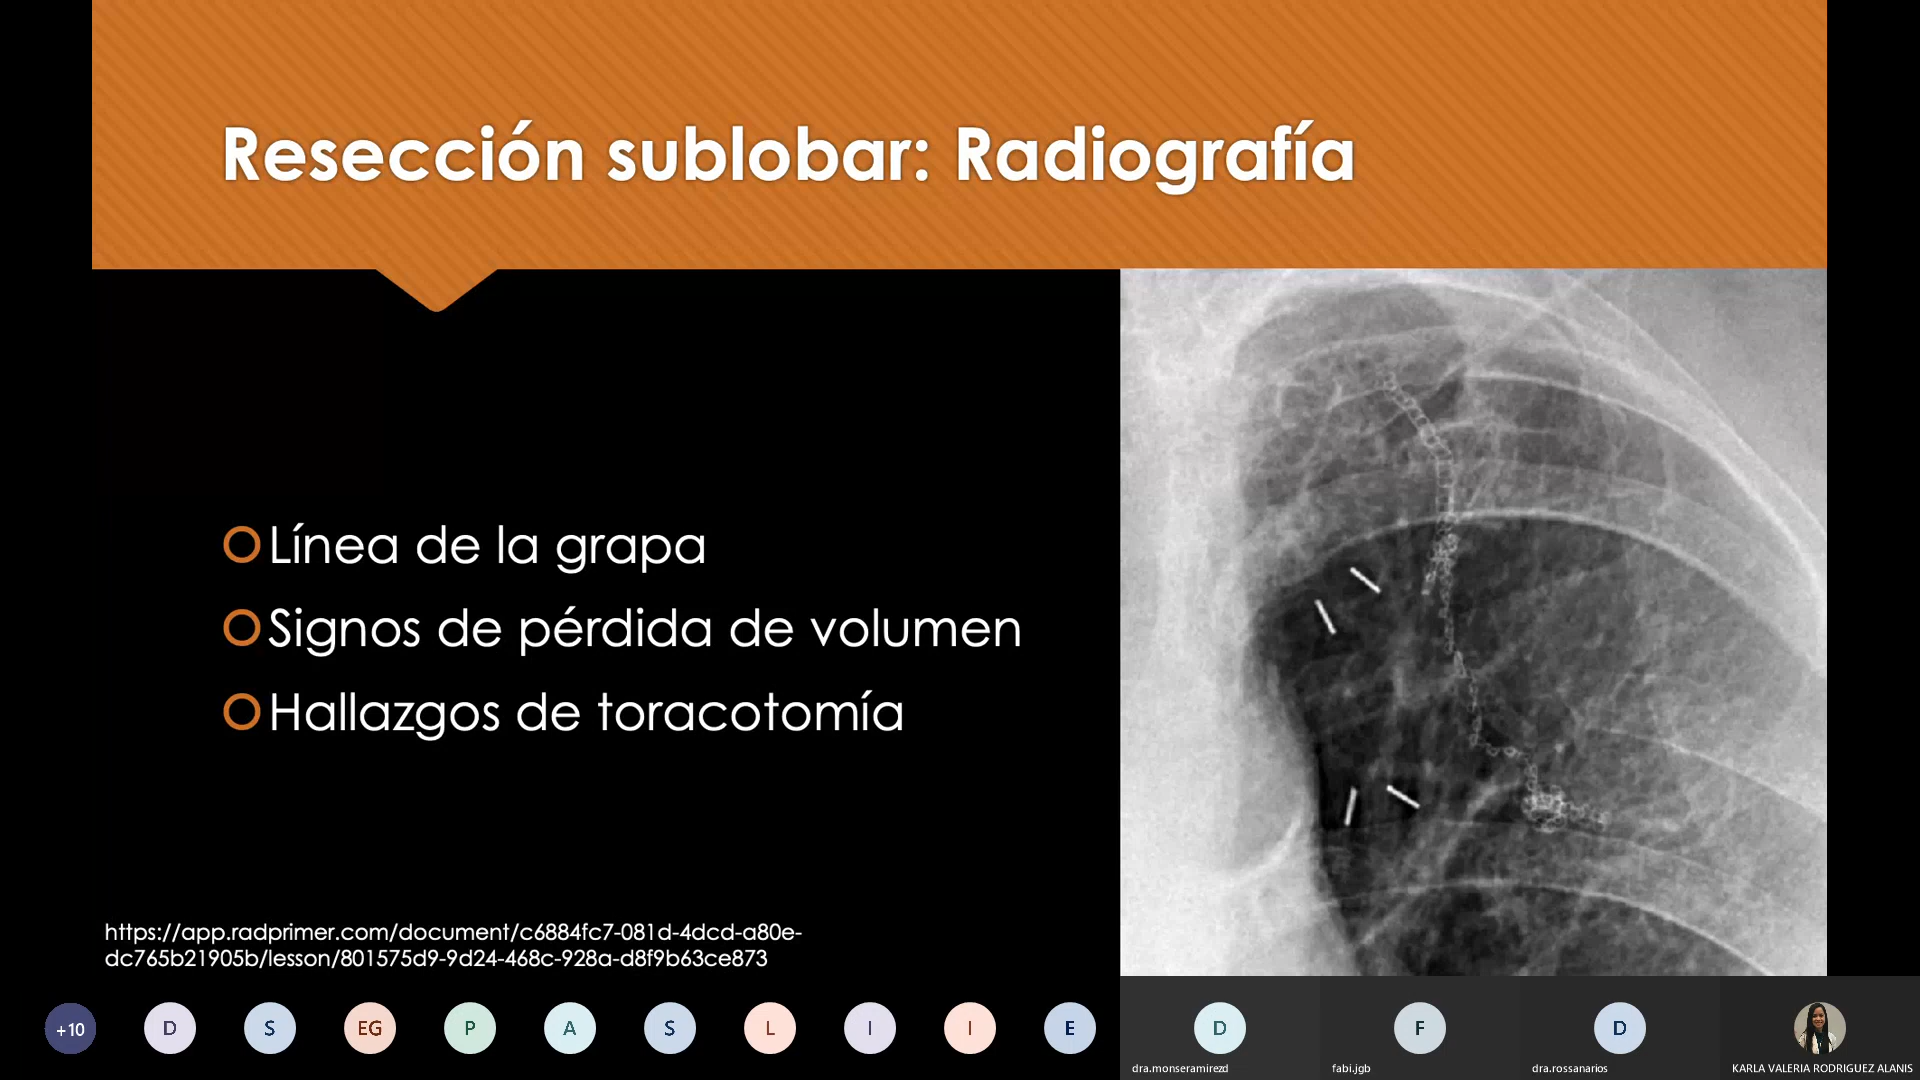 Resección sublobar: Radiografía
Línea de la grapa
Signos de pérdida de volumen
Hallazgos de toracotomía
https://app.radprimer.com/document/c6884fc7-081d-4dcd-a80e-
dc765b21905b/lesson/801575d9-9d24-468c-928a-d8f9b63ce873
+10 D S EG P A S L I I E D F D
dra.monseramirezd fabi.jgb dra.rossanarios KARLA VALERIA RODRIGUEZ ALANIS